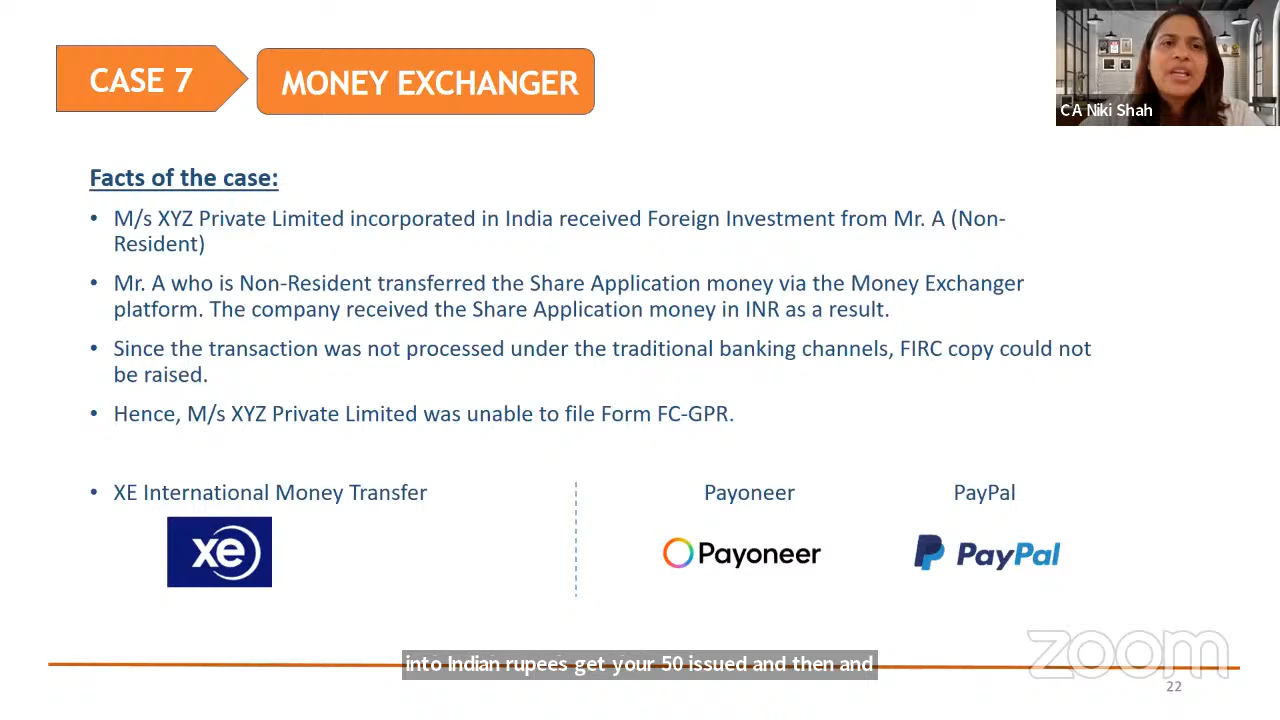 CASE 7
MONEY EXCHANGER
CA Niki Shah
Facts of the case:
• M/s XYZ Private Limited incorporated in India received Foreign Investment from Mr. A (Non-
Resident)
• Mr. A who is Non-Resident transferred the Share Application money via the Money Exchanger
platform. The company received the Share Application money in INR as a result.
• Since the transaction was not processed under the traditional banking channels, FIRC copy could not
be raised.
• Hence, M/s XYZ Private Limited was unable to file Form FC-GPR.
• XE International Money Transfer
Payoneer
PayPal
xe
Payoneer
PayPal
zoom
into Indian rupees get your 50 issued and then and
22